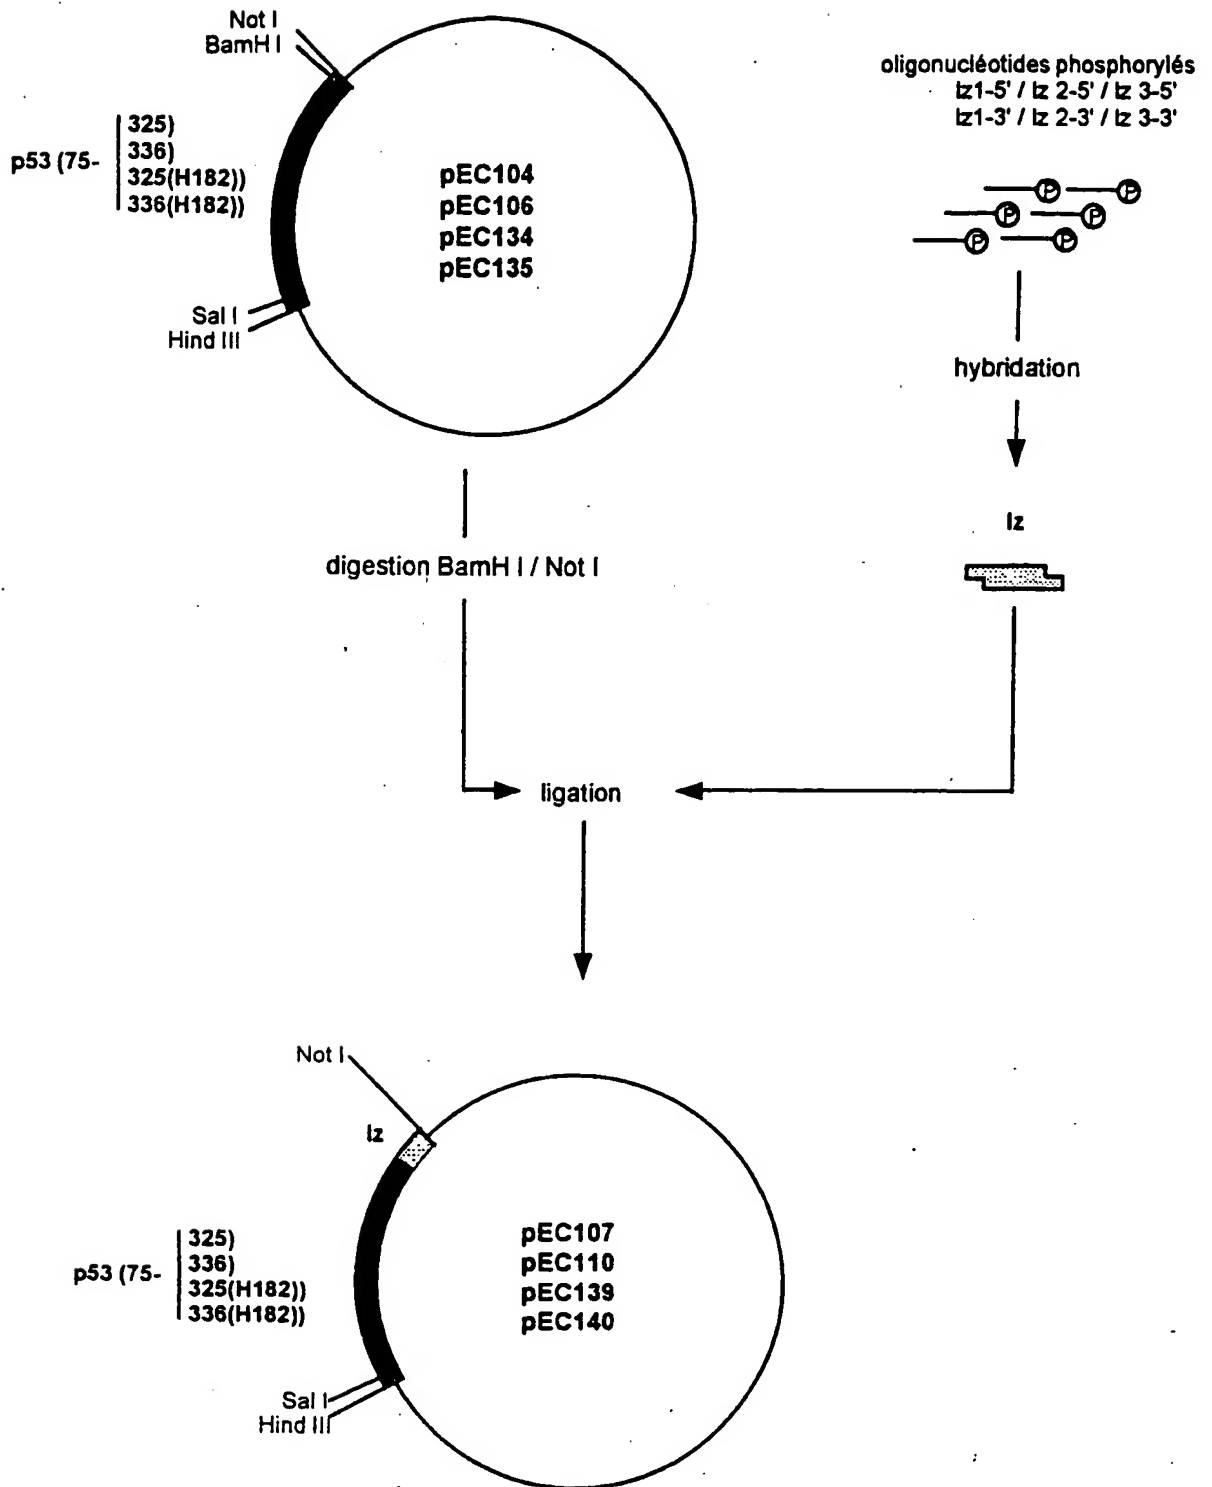 Not I
BamH I
p53 (75-
325)
336)
325(H182))
336(H182))
pEC104
pEC106
pEC134
pEC135
Sal I
Hind III
oligonucléotides phosphorylés
lz1-5' / lz 2-5' / lz 3-5'
lz1-3' / lz 2-3' / lz 3-3'
P P
P P
P P
hybridation
lz
digestion BamH I / Not I
ligation
Not I
lz
p53 (75-
325)
336)
325(H182))
336(H182))
pEC107
pEC110
pEC139
pEC140
Sal I
Hind III